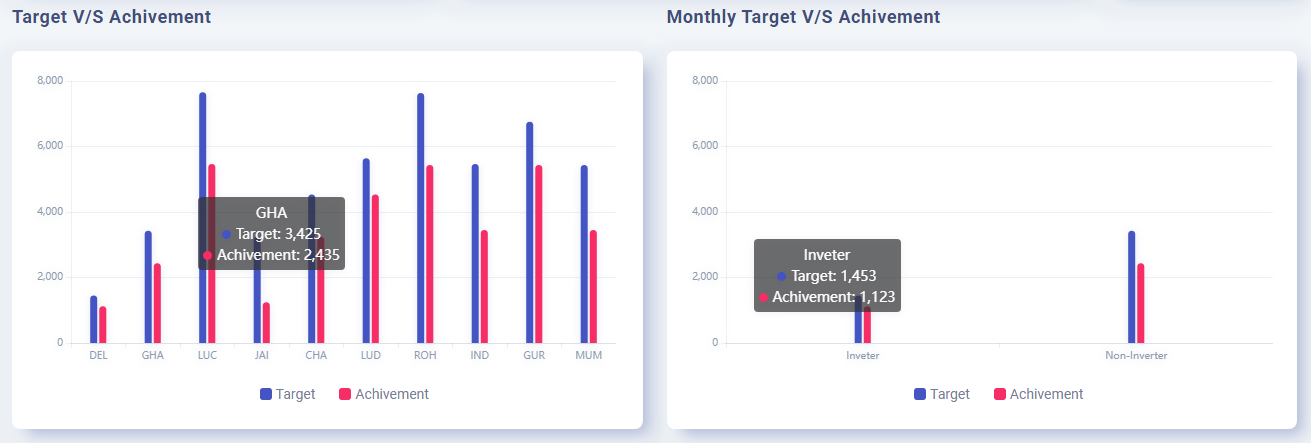 Target V/S Achivement
8,000
6,000
4,000
2,000
0
GHA
Target: 3,425
Achivement: 2,435
DEL GHA LUC JAI CHA LUD ROH IND GUR MUM
Target Achivement
Monthly Target V/S Achivement
8,000
6,000
4,000
2,000
0
Inveter
Target: 1,453
Achivement: 1,123
Inveter Non-Inverter
Target Achivement